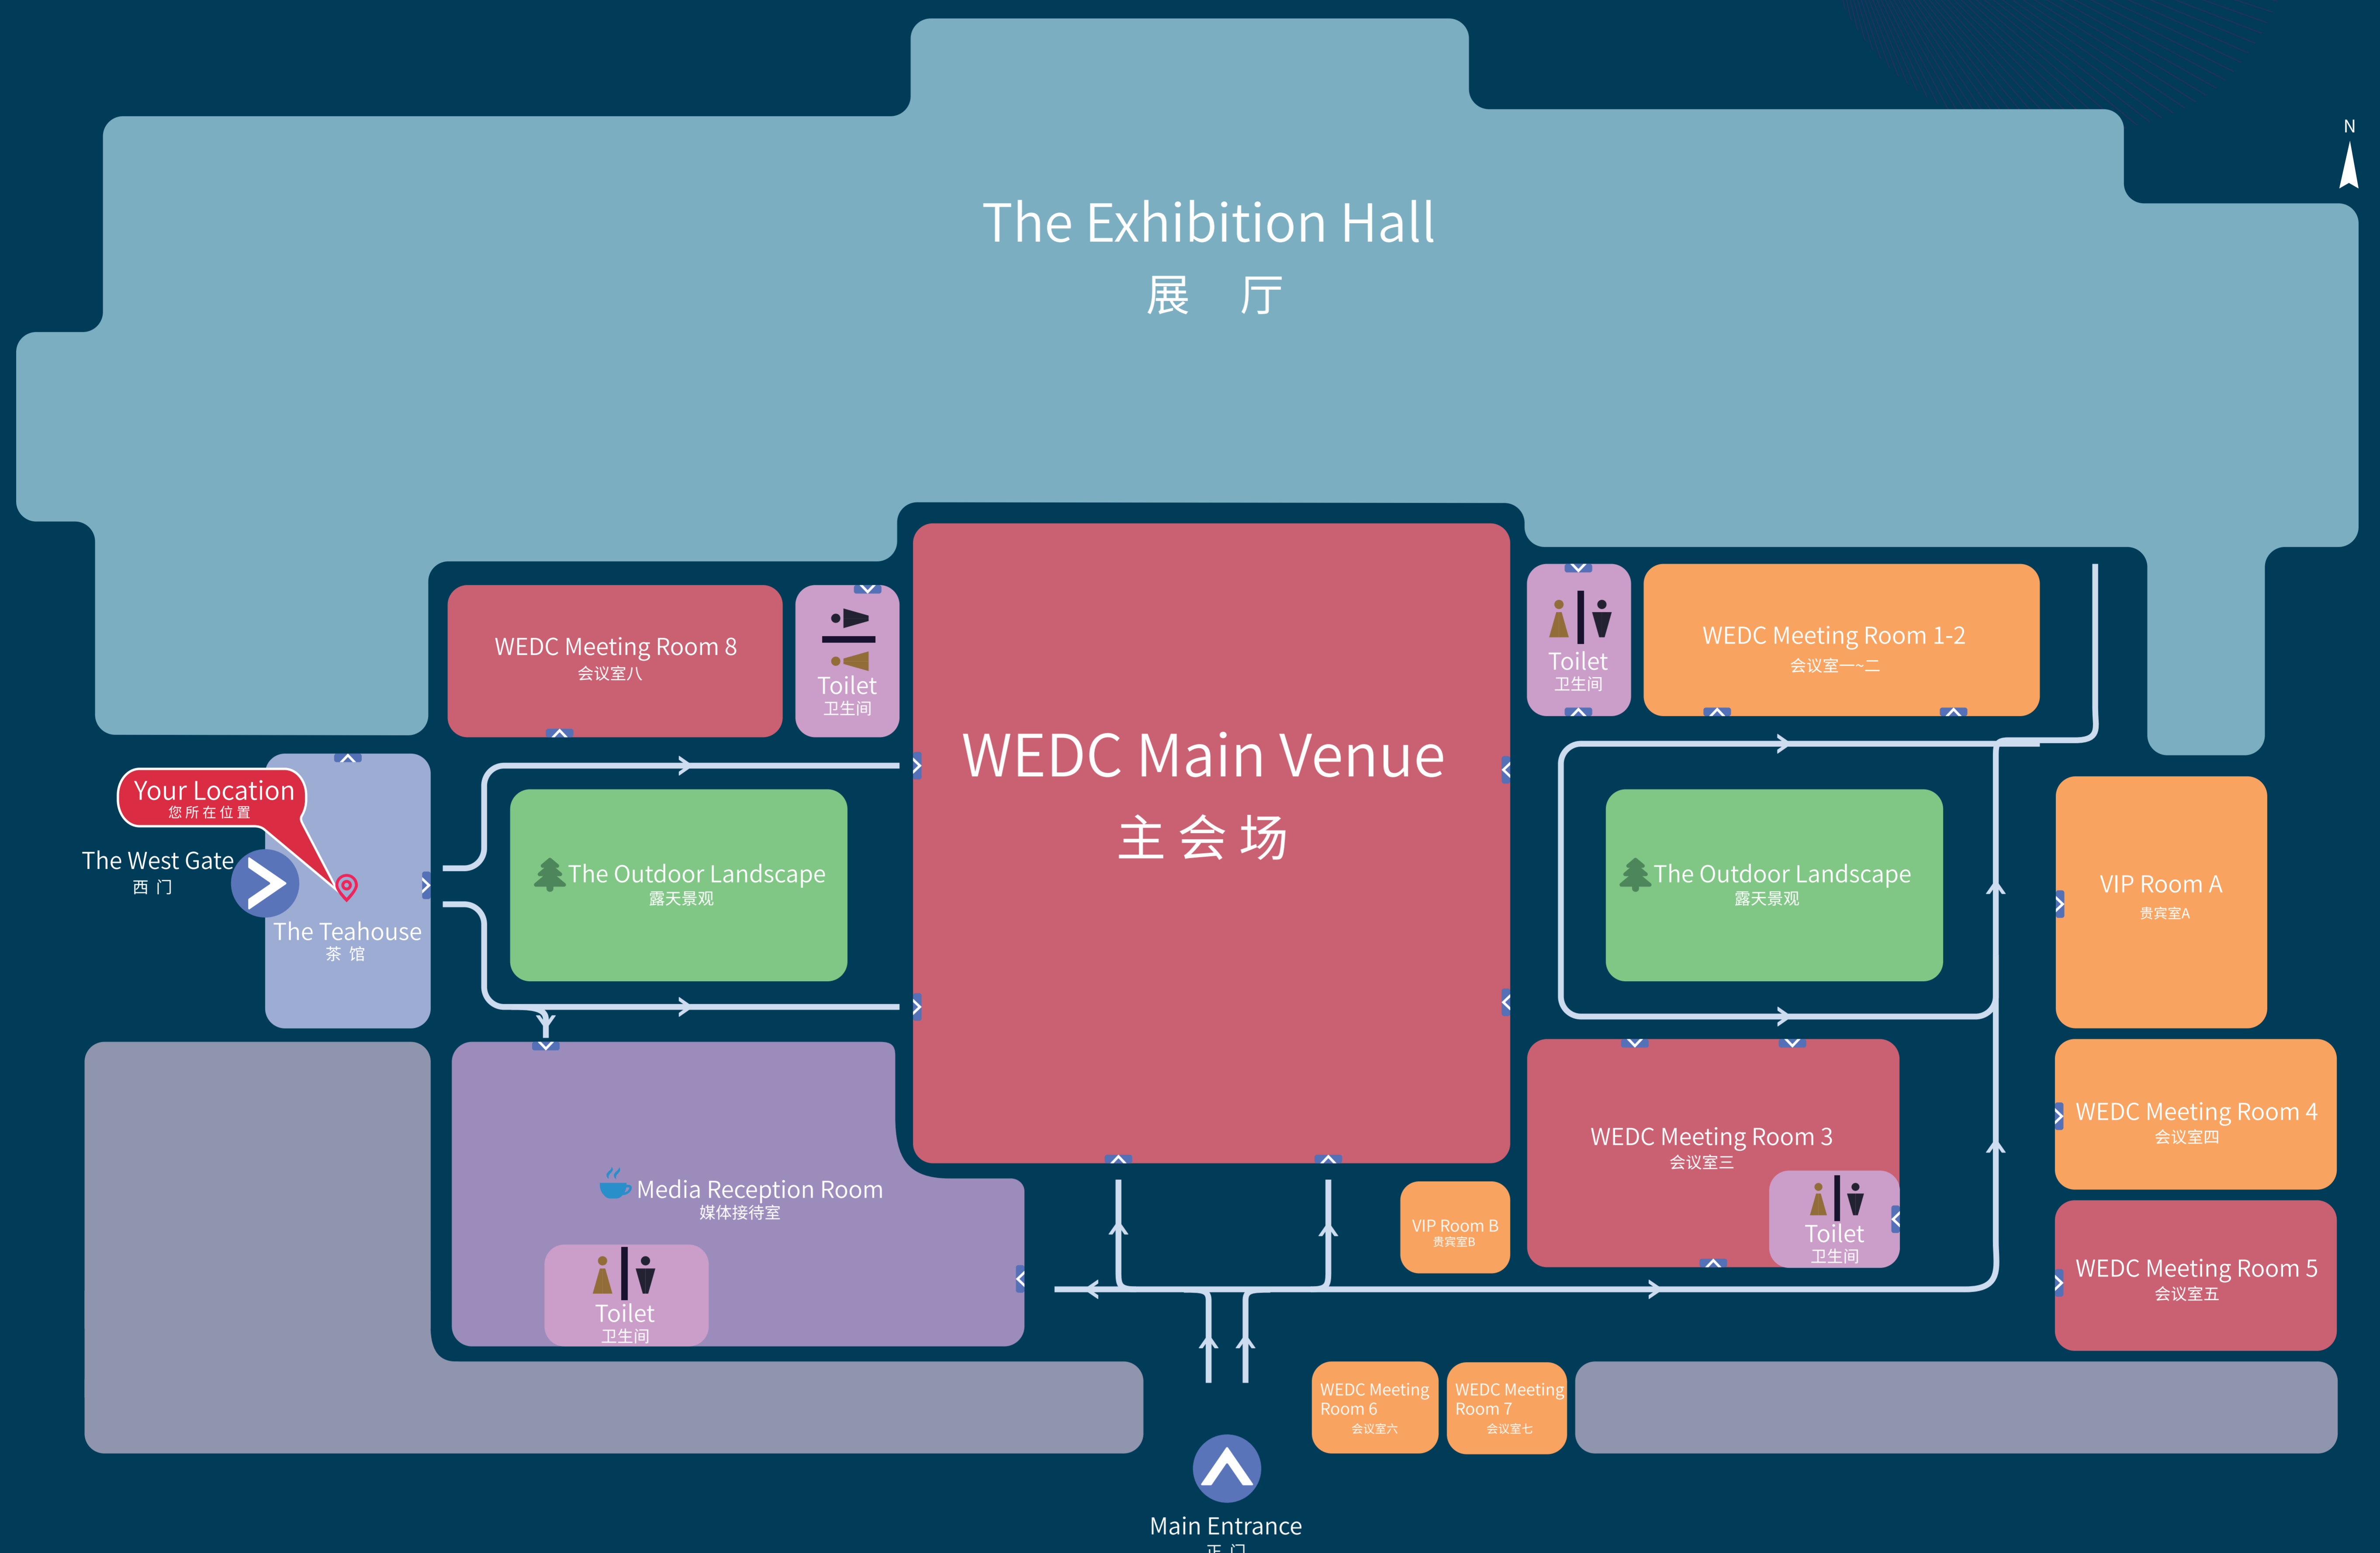 N
The Exhibition Hall
展 厅
WEDC Meeting Room 8
会议室八
Toilet
卫生间
Toilet
卫生间
WEDC Meeting Room 1-2
会议室一~二
WEDC Main Venue
主会场
Your Location
您所在位置
The West Gate
西 门
The Teahouse
茶 馆
The Outdoor Landscape
露天景观
The Outdoor Landscape
露天景观
VIP Room A
贵宾室A
WEDC Meeting Room 4
会议室四
WEDC Meeting Room 3
会议室三
Toilet
卫生间
Media Reception Room
媒体接待室
Toilet
卫生间
VIP Room B
贵宾室B
WEDC Meeting Room 5
会议室五
WEDC Meeting
Room 6
会议室六
WEDC Meeting
Room 7
会议室七
Main Entrance
正 门